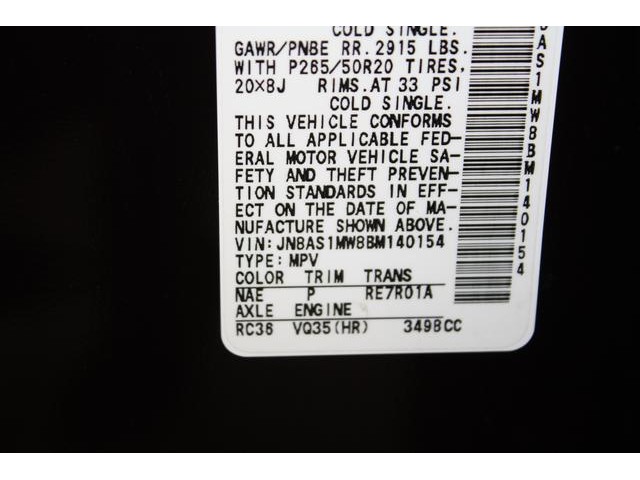 COLD SINGLE.
GAWR/PNBE RR. 2915 LBS.
WITH P265/50R20 TIRES,
20×8J RIMS. AT 33 PSI
COLD SINGLE.
THIS VEHICLE CONFORMS
TO ALL APPLICABLE FED-
ERAL MOTOR VEHICLE SA-
FETY AND THEFT PREVEN-
TION STANDARDS IN EFF-
ECT ON THE DATE OF MA-
NUFACTURE SHOWN ABOVE.
VIN: JN8AS1MW8BM140154
TYPE: MPV
COLOR TRIM TRANS
NAE P RE7R01A
AXLE ENGINE
RC36 VQ35(HR) 3498CC
AS1MW8BM140154